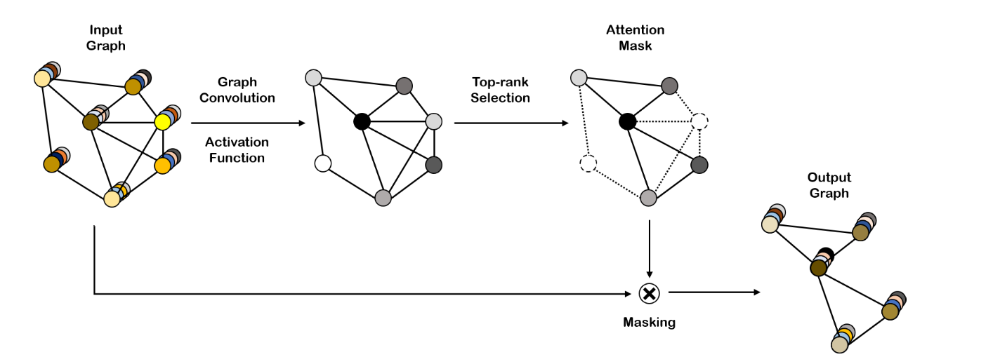 Input
Graph
Graph
Convolution
Activation
Function
Top-rank
Selection
Attention
Mask
Masking
Output
Graph